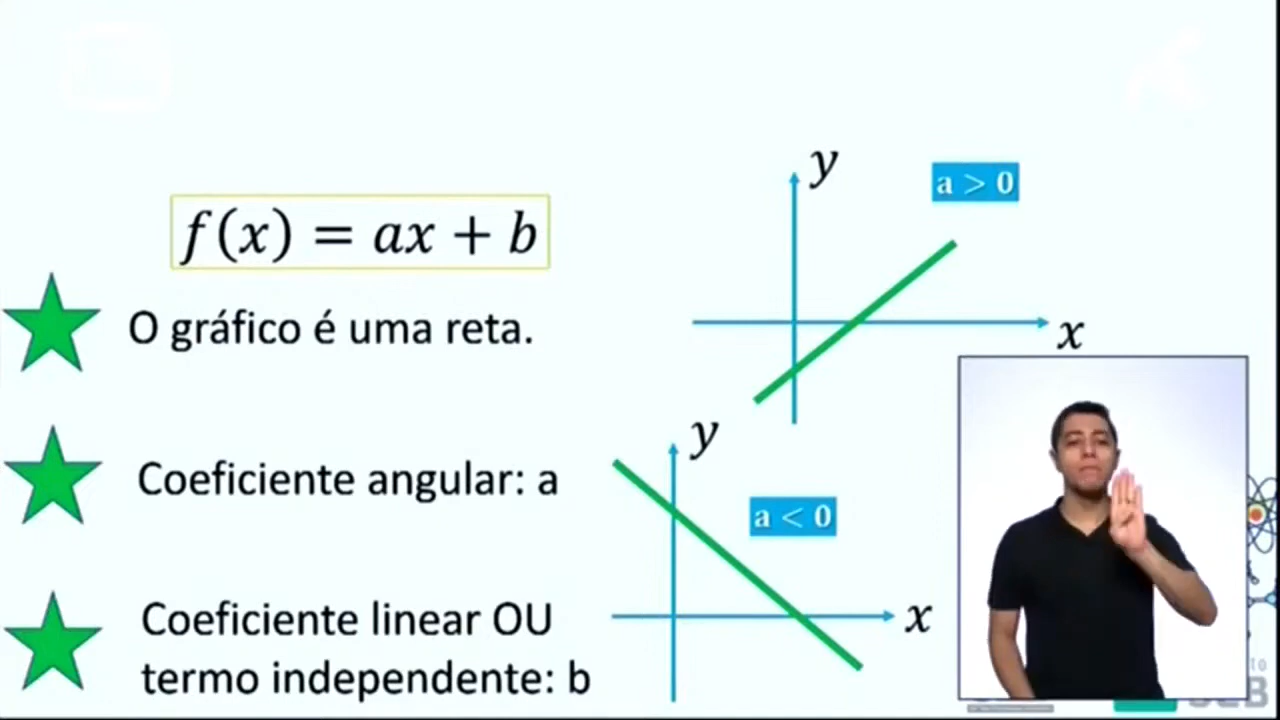 f(x) = ax + b
O gráfico é uma reta.
Coeficiente angular: a
Coeficiente linear OU
termo independente: b
y
a > 0
x
y
a < 0
x